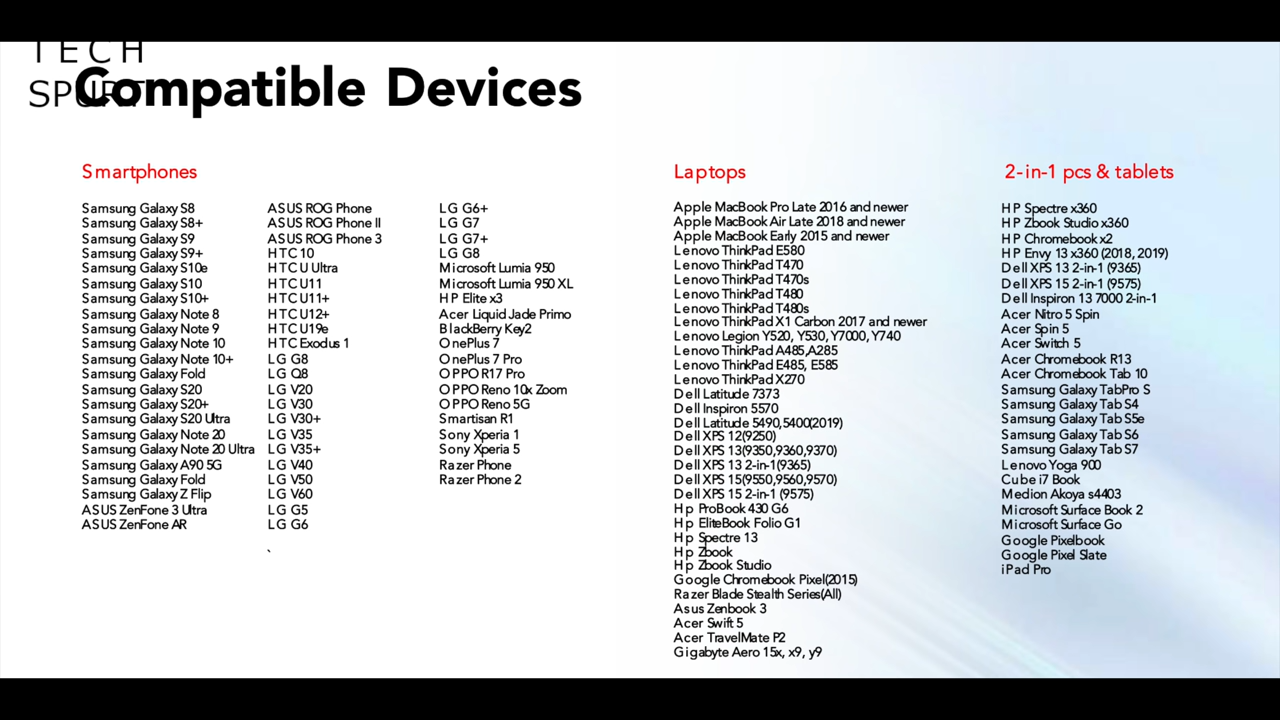 TECH
SPURT
Compatible Devices
Smartphones
Samsung Galaxy S8
Samsung Galaxy S8+
Samsung Galaxy S9
Samsung Galaxy S9+
Samsung Galaxy S10e
Samsung Galaxy S10
Samsung Galaxy S10+
Samsung Galaxy Note 8
Samsung Galaxy Note 9
Samsung Galaxy Note 10
Samsung Galaxy Note 10+
Samsung Galaxy Fold
Samsung Galaxy S20
Samsung Galaxy S20+
Samsung Galaxy S20 Ultra
Samsung Galaxy Note 20
Samsung Galaxy Note 20 Ultra
Samsung Galaxy A90 5G
Samsung Galaxy Fold
Samsung Galaxy Z Flip
ASUS ZenFone 3 Ultra
ASUS ZenFone AR
ASUS ROG Phone
ASUS ROG Phone II
ASUS ROG Phone 3
HTC 10
HTC U Ultra
HTC U11
HTC U11+
HTC U12+
HTC U19e
HTC Exodus 1
LG G8
LG Q8
LG V20
LG V30
LG V30+
LG V35
LG V35+
LG V40
LG V50
LG V60
LG G5
LG G6
`
LG G6+
LG G7
LG G7+
LG G8
Microsoft Lumia 950
Microsoft Lumia 950 XL
HP Elite x3
Acer Liquid Jade Primo
BlackBerry Key2
OnePlus 7
OnePlus 7 Pro
OPPO R17 Pro
OPPO Reno 10x Zoom
OPPO Reno 5G
Smartisan R1
Sony Xperia 1
Sony Xperia 5
Razer Phone
Razer Phone 2
Laptops
Apple MacBook Pro Late 2016 and newer
Apple MacBook Air Late 2018 and newer
Apple MacBook Early 2015 and newer
Lenovo ThinkPad E580
Lenovo ThinkPad T470
Lenovo ThinkPad T470s
Lenovo ThinkPad T480
Lenovo ThinkPad T480s
Lenovo ThinkPad X1 Carbon 2017 and newer
Lenovo Legion Y520, Y530, Y7000, Y740
Lenovo ThinkPad A485,A285
Lenovo ThinkPad E485, E585
Lenovo ThinkPad X270
Dell Latitude 7373
Dell Inspiron 5570
Dell Latitude 5490,5400(2019)
Dell XPS 12(9250)
Dell XPS 13(9350,9360,9370)
Dell XPS 13 2-in-1(9365)
Dell XPS 15(9550,9560,9570)
Dell XPS 15 2-in-1 (9575)
Hp ProBook 430 G6
Hp EliteBook Folio G1
Hp Spectre 13
Hp Zbook
Hp Zbook Studio
Google Chromebook Pixel(2015)
Razer Blade Stealth Series(All)
Asus Zenbook 3
Acer Swift 5
Acer TravelMate P2
Gigabyte Aero 15x, x9, y9
2-in-1 pcs & tablets
HP Spectre x360
HP Zbook Studio x360
HP Chromebook x2
HP Envy 13 x360 (2018, 2019)
Dell XPS 13 2-in-1 (9365)
Dell XPS 15 2-in-1 (9575)
Dell Inspiron 13 7000 2-in-1
Acer Nitro 5 Spin
Acer Spin 5
Acer Switch 5
Acer Chromebook R13
Acer Chromebook Tab 10
Samsung Galaxy TabPro S
Samsung Galaxy Tab S4
Samsung Galaxy Tab S5e
Samsung Galaxy Tab S6
Samsung Galaxy Tab S7
Lenovo Yoga 900
Cube i7 Book
Medion Akoya s4403
Microsoft Surface Book 2
Microsoft Surface Go
Google Pixelbook
Google Pixel Slate
iPad Pro